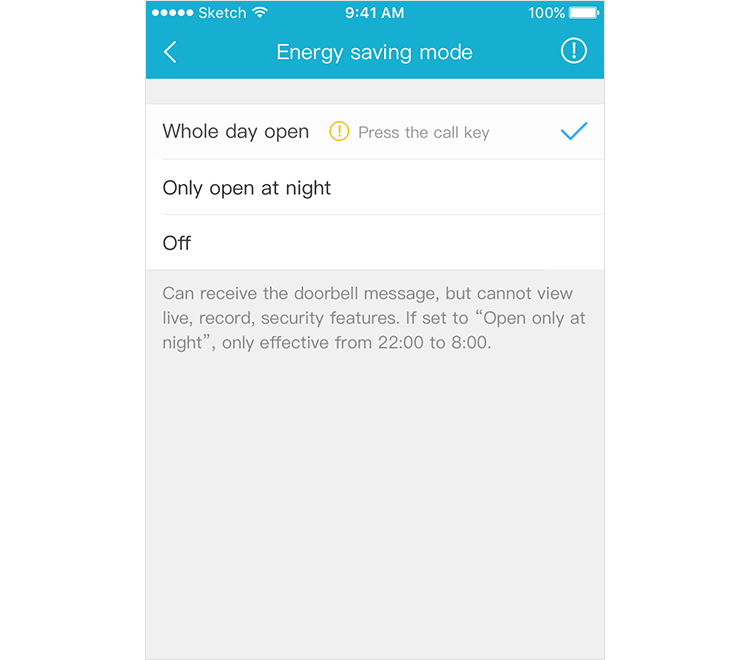 Sketch 9:41 AM 100%
Energy saving mode
Whole day open Press the call key
Only open at night
Off
Can receive the doorbell message, but cannot view
live, record, security features. If set to “Open only at
night”, only effective from 22:00 to 8:00.